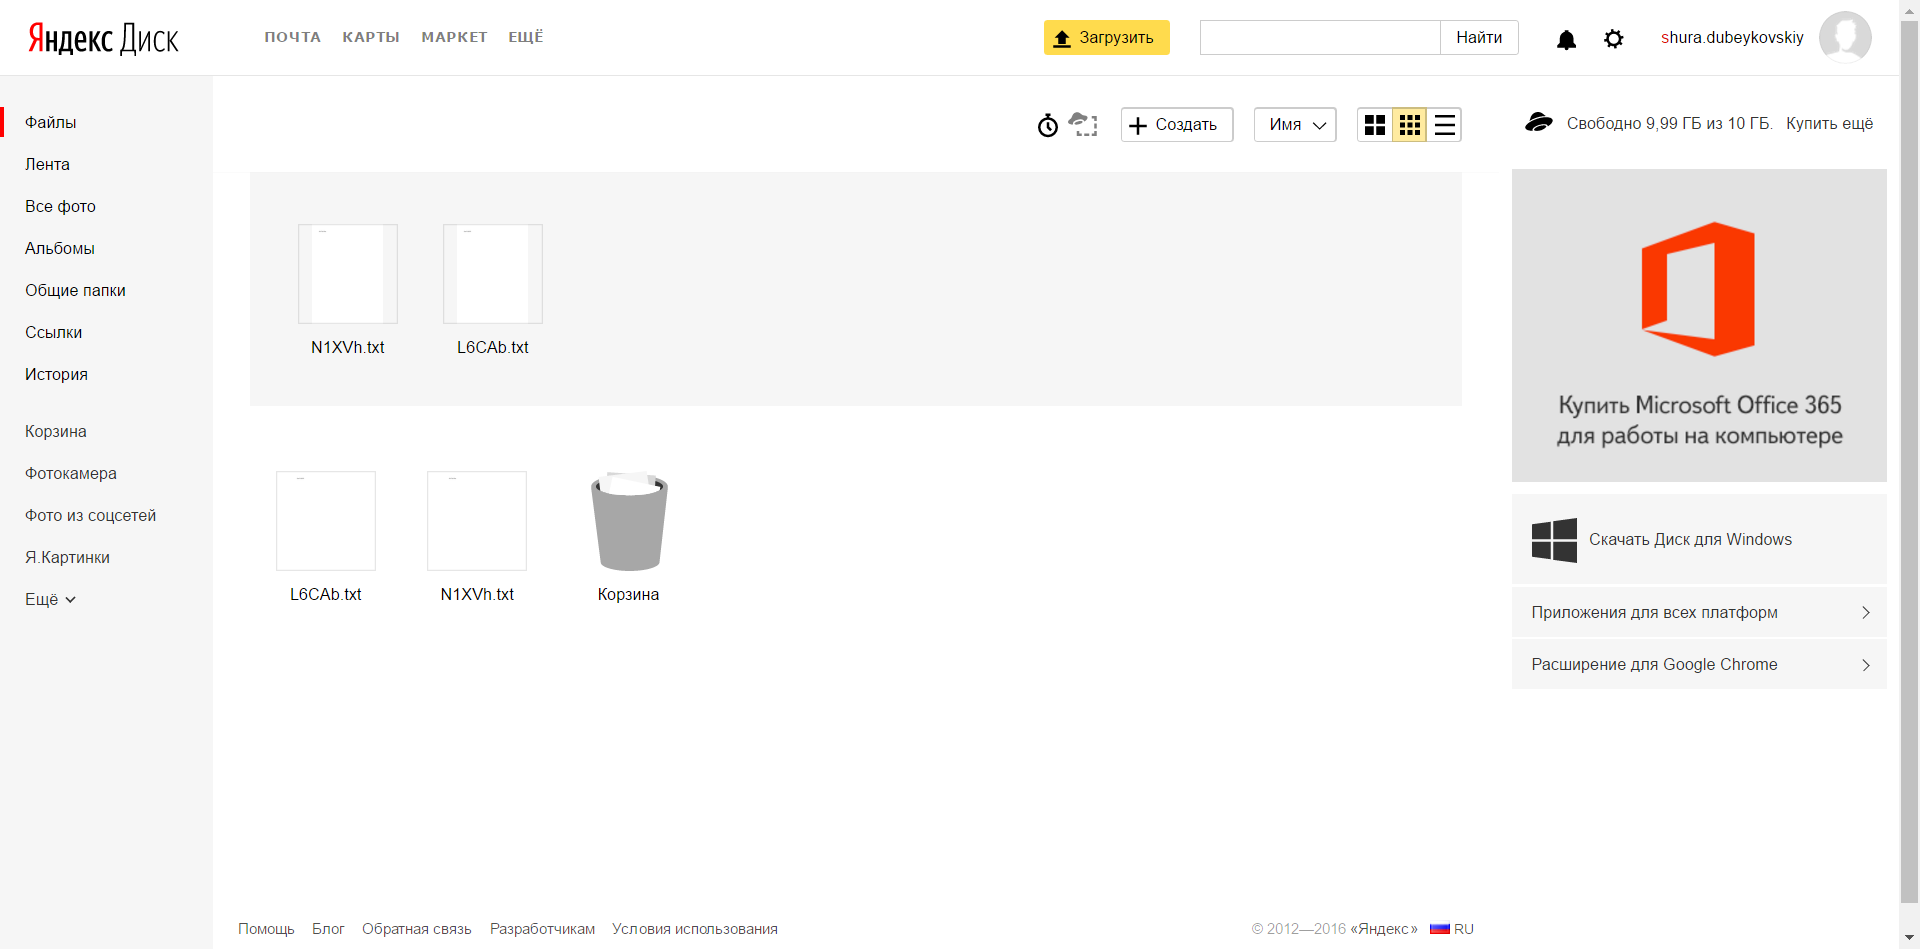 Яндекс Диск
ПОЧТА КАРТЫ МАРКЕТ ЕЩЁ
Загрузить
Найти
shura.dubeykovskiy
Файлы
Лента
Все фото
Альбомы
Общие папки
Ссылки
История
Корзина
Фотокамера
Фото из соцсетей
Я.Картинки
Ещё
Создать
Имя
Свободно 9,99 ГБ из 10 ГБ. Купить ещё
N1XVh.txt L6CAb.txt
L6CAb.txt N1XVh.txt Корзина
Купить Microsoft Office 365
для работы на компьютере
Скачать Диск для Windows
Приложения для всех платформ
Расширение для Google Chrome
Помощь Блог Обратная связь Разработчикам Условия использования
© 2012—2016 «Яндекс» RU